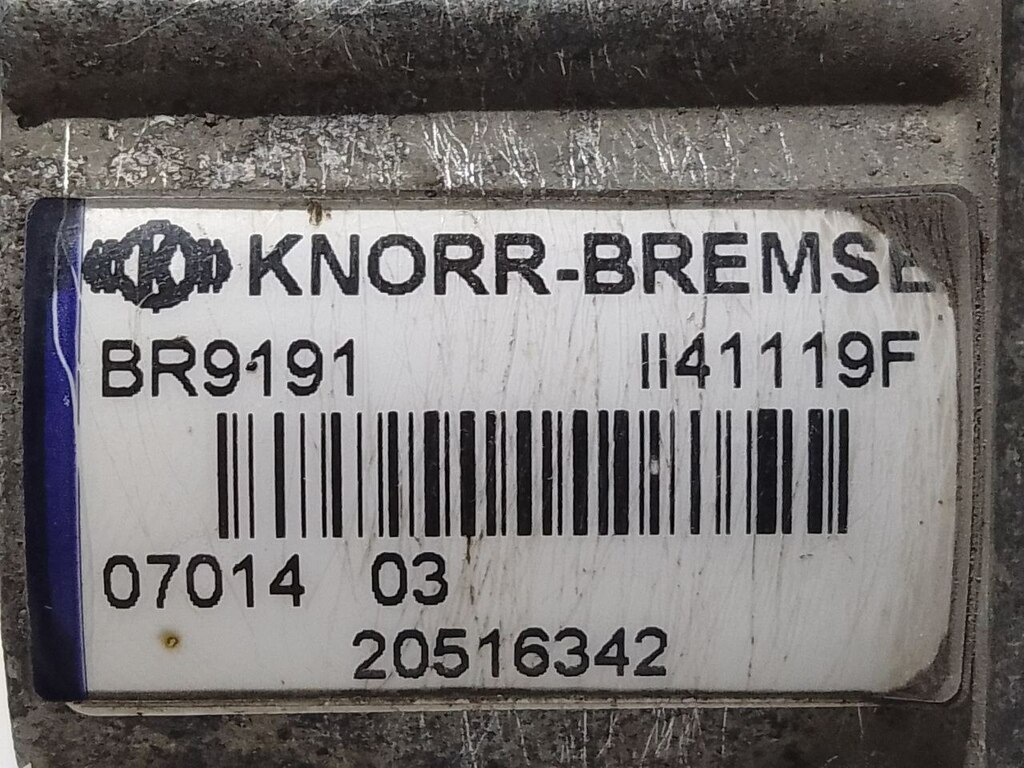 KNORR-BREMSE
BR9191 II41119F
07014 03
20516342